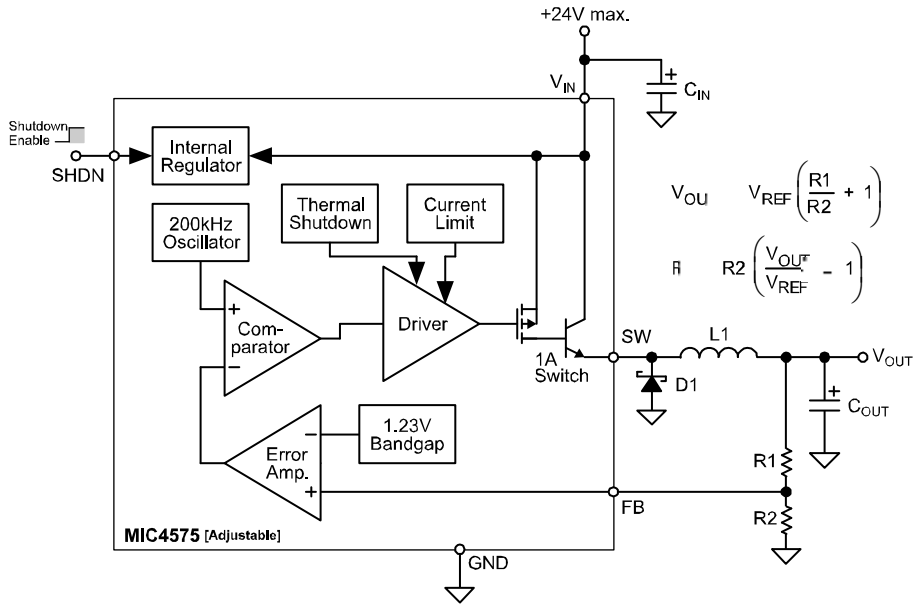 +24V max.
VIN
CIN
Shutdown
Enable
SHDN
Internal
Regulator
200kHz
Oscillator
Thermal
Shutdown
Current
Limit
VOU VREF ( R1 / R2 + 1 )
R2 ( VOUT / VREF – 1 )
+
Com-
parator
–
Driver
1A
Switch
SW
L1
VOUT
D1
+
COUT
1.23V
Bandgap
–
Error
Amp.
+
R1
FB
R2
MIC4575 [Adjustable]
GND